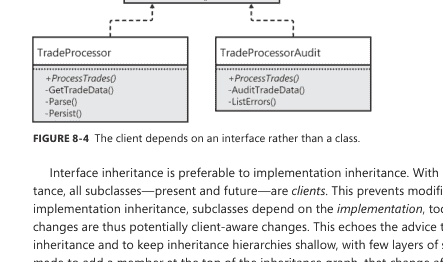 TradeProcessor
+ProcessTrades()
-GetTradeData()
-Parse()
-Persist()
TradeProcessorAudit
+ProcessTrades()
-AuditTradeData()
-ListErrors()
FIGURE 8-4 The client depends on an interface rather than a class.
Interface inheritance is preferable to implementation inheritance. With
tance, all subclasses—present and future—are clients. This prevents modifi
implementation inheritance, subclasses depend on the implementation, too
changes are thus potentially client-aware changes. This echoes the advice t
inheritance and to keep inheritance hierarchies shallow, with few layers of s
made to add a member at the top of the inheritance graph, that change af